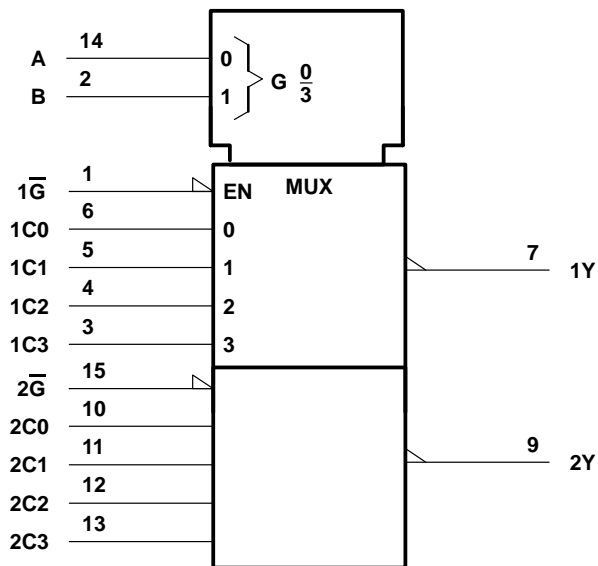 A 14 0
B 2 1
G 0/3
1G̅ 1 EN MUX
1C0 6 0
1C1 5 1
1C2 4 2
1C3 3 3
7 1Y
2G̅ 15
2C0 10
2C1 11
2C2 12
2C3 13
9 2Y